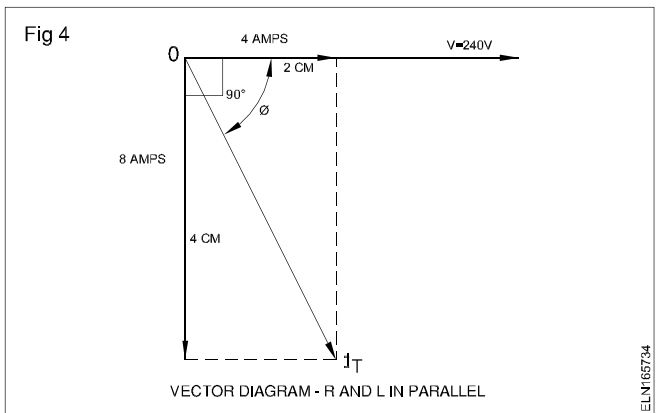 Fig 4
4 AMPS
V=240V
0
2 CM
90°
Ø
8 AMPS
4 CM
IT
VECTOR DIAGRAM - R AND L IN PARALLEL
ELN165734